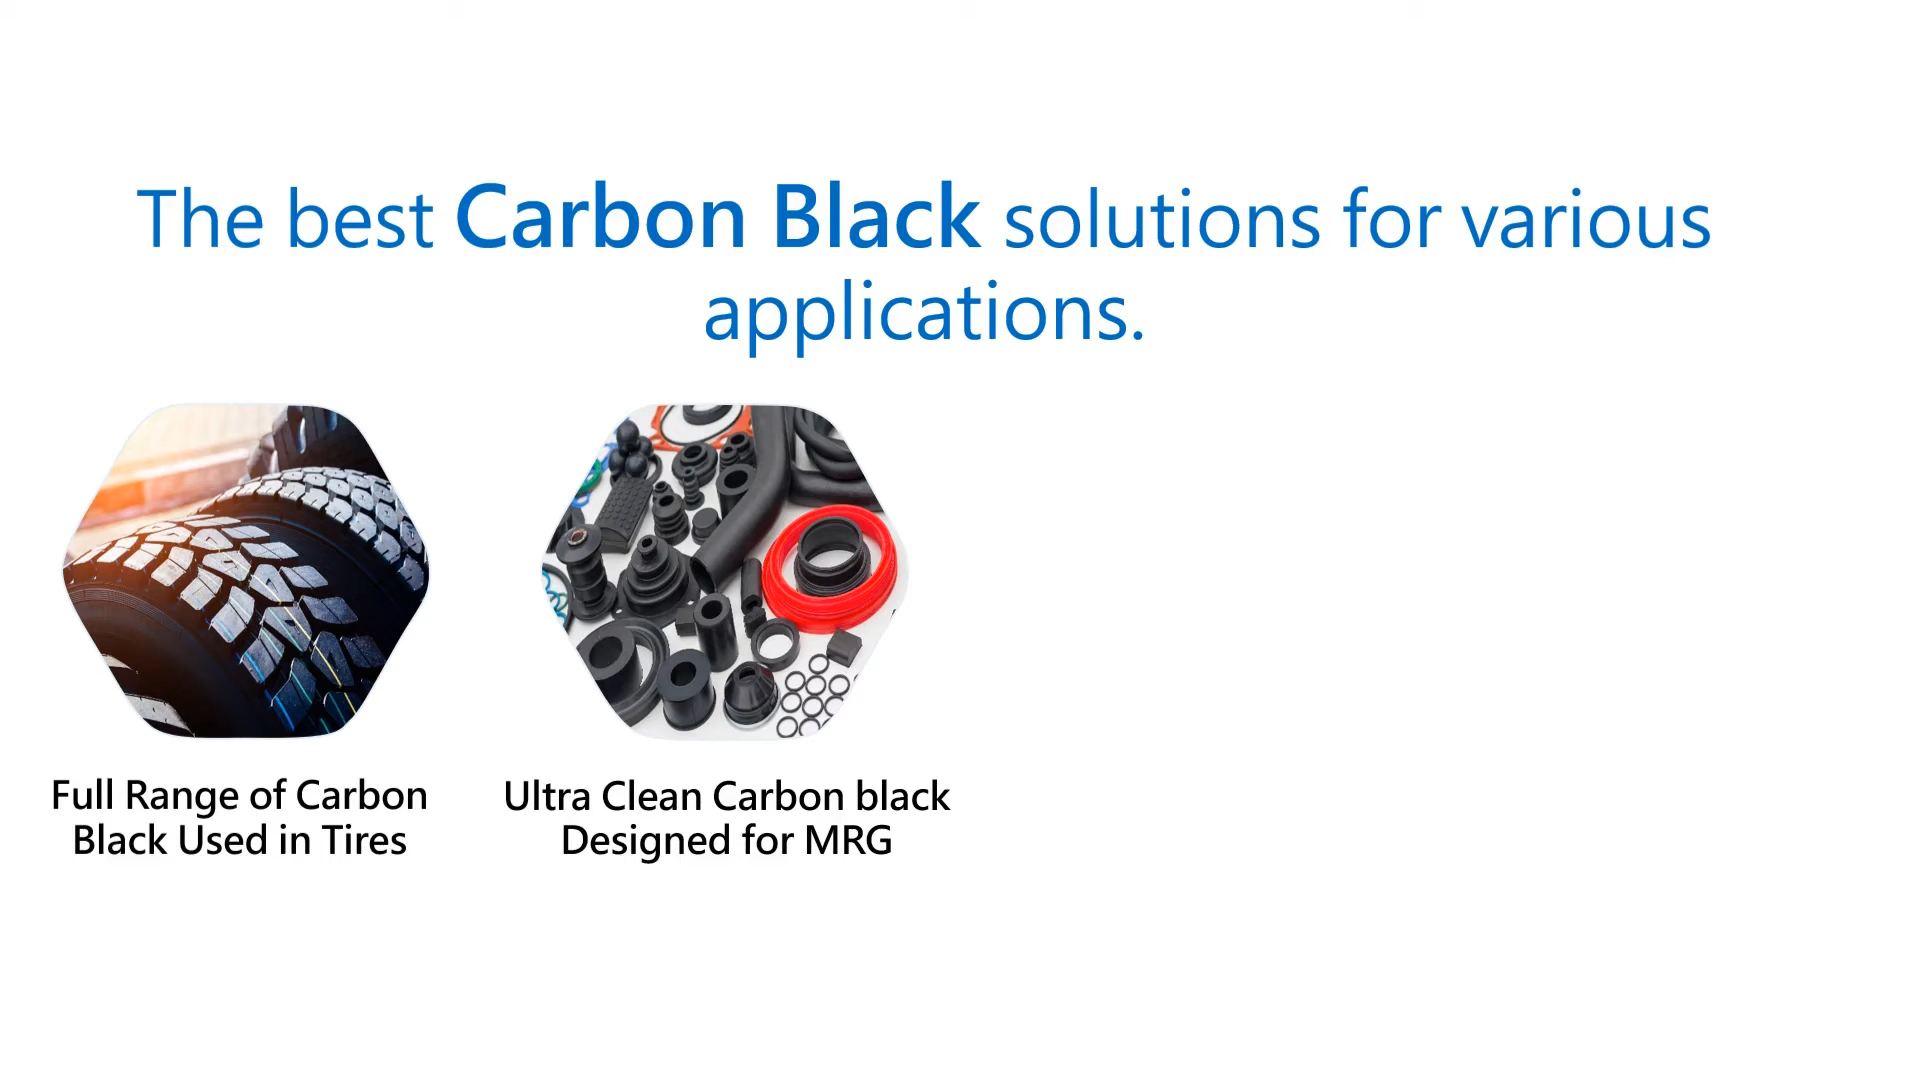 The best Carbon Black solutions for various
applications.
Full Range of Carbon
Black Used in Tires
Ultra Clean Carbon black
Designed for MRG